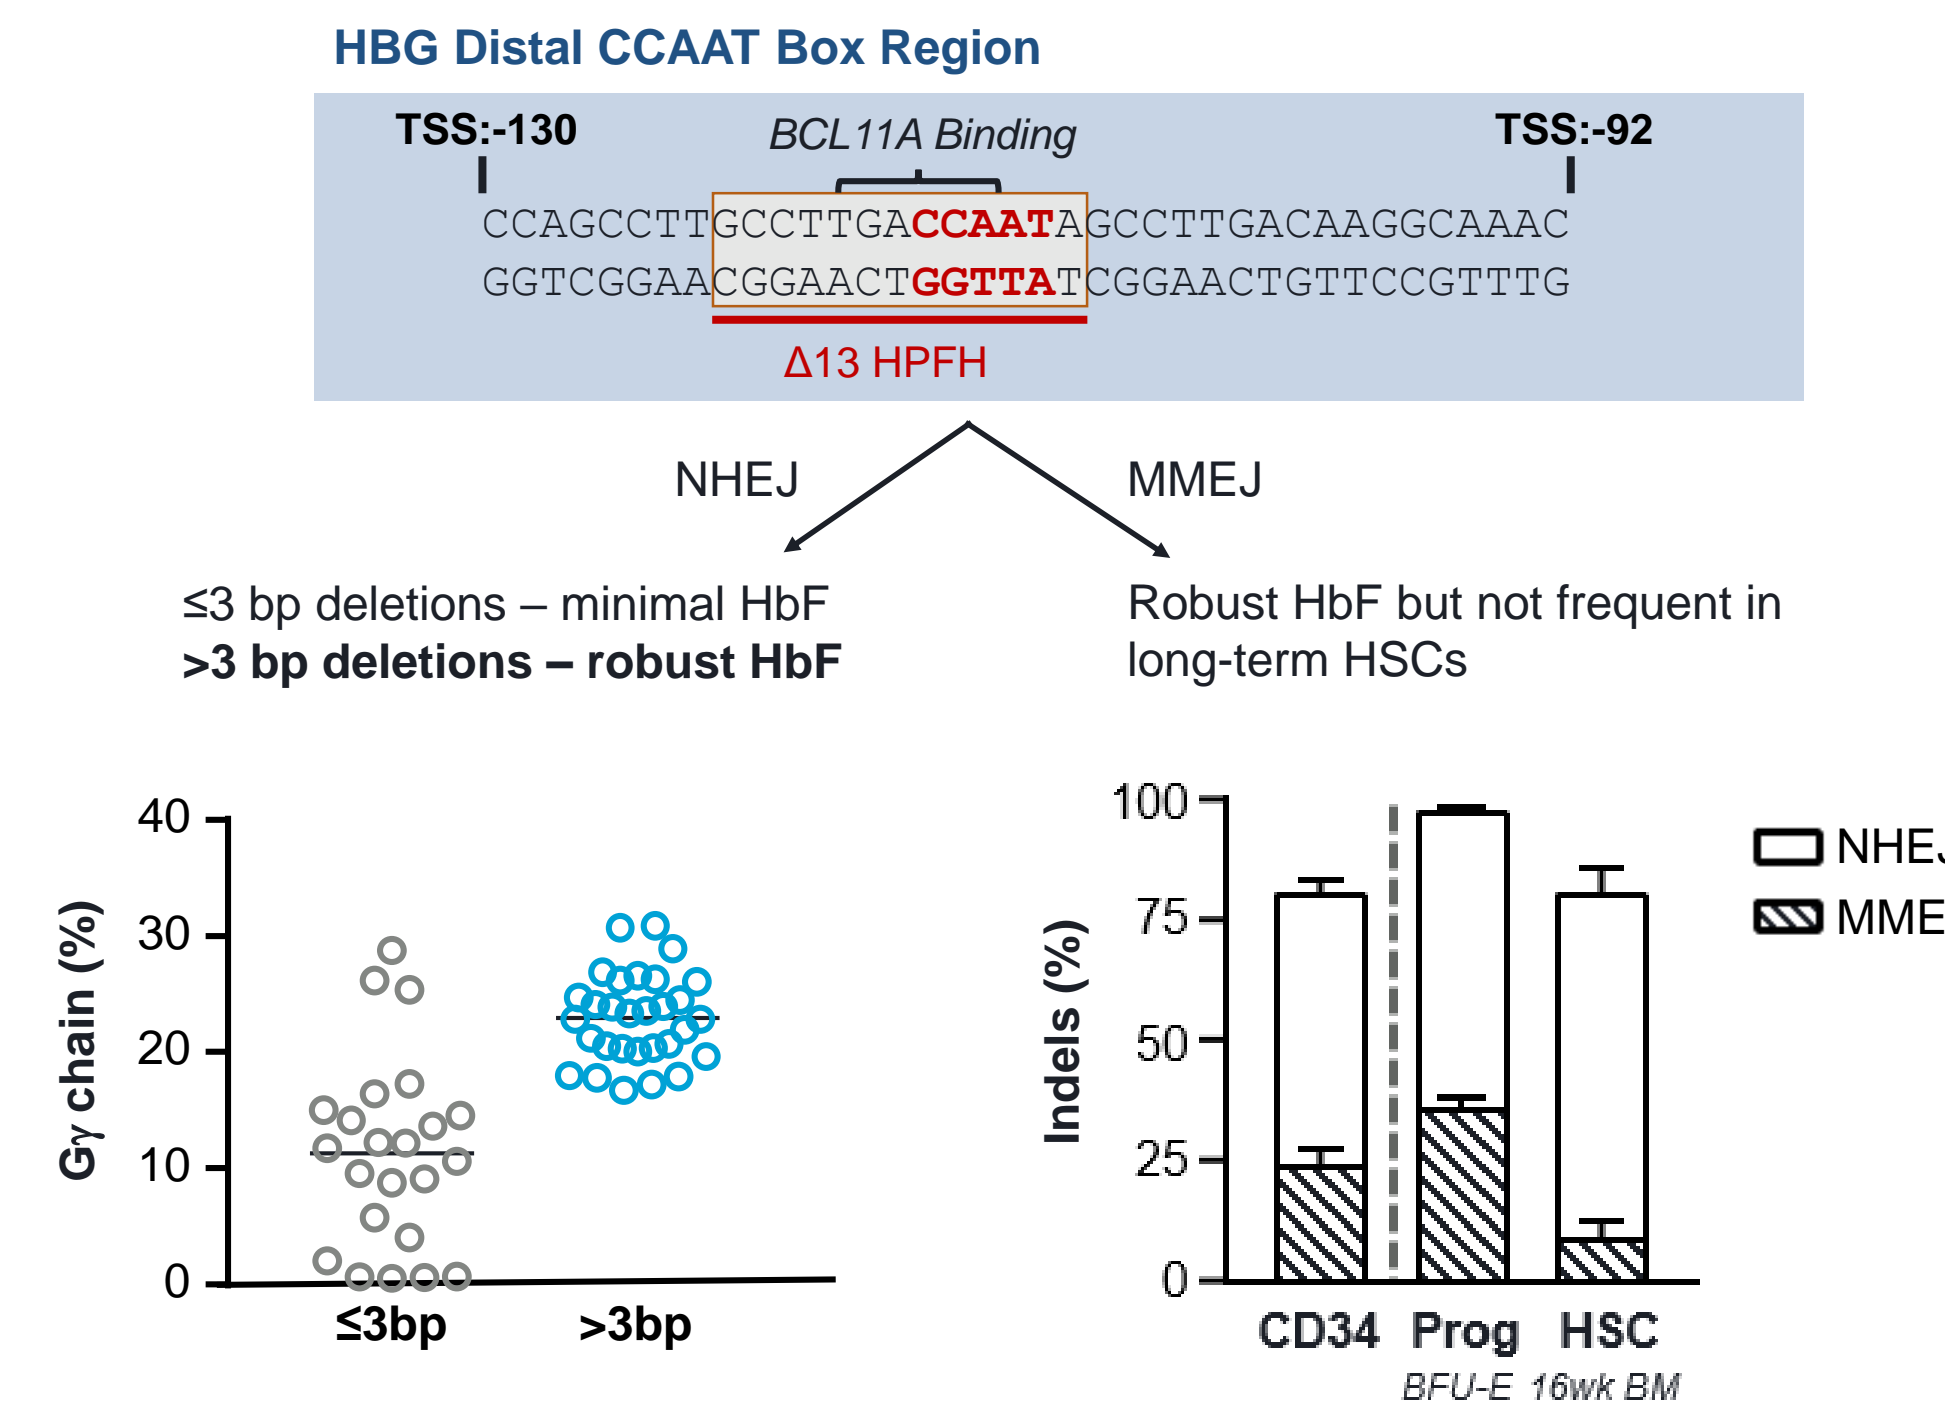 HBG Distal CCAAT Box Region
TSS:-130
BCL11A Binding
TSS:-92
CCAGCCTTGCCTTGACCAATAGCCTTGACAAGGCAAAC
GGTCGGAACGGAACTGGTTATCGGAACTGTTCCGTTTG
Δ13 HPFH
NHEJ
MMEJ
≤3 bp deletions – minimal HbF
>3 bp deletions – robust HbF
Robust HbF but not frequent in
long-term HSCs
Gγ chain (%)
40
30
20
10
0
≤3bp
>3bp
Indels (%)
100
75
50
25
0
CD34
Prog
HSC
BFU-E
16wk BM
NHEJ
MME